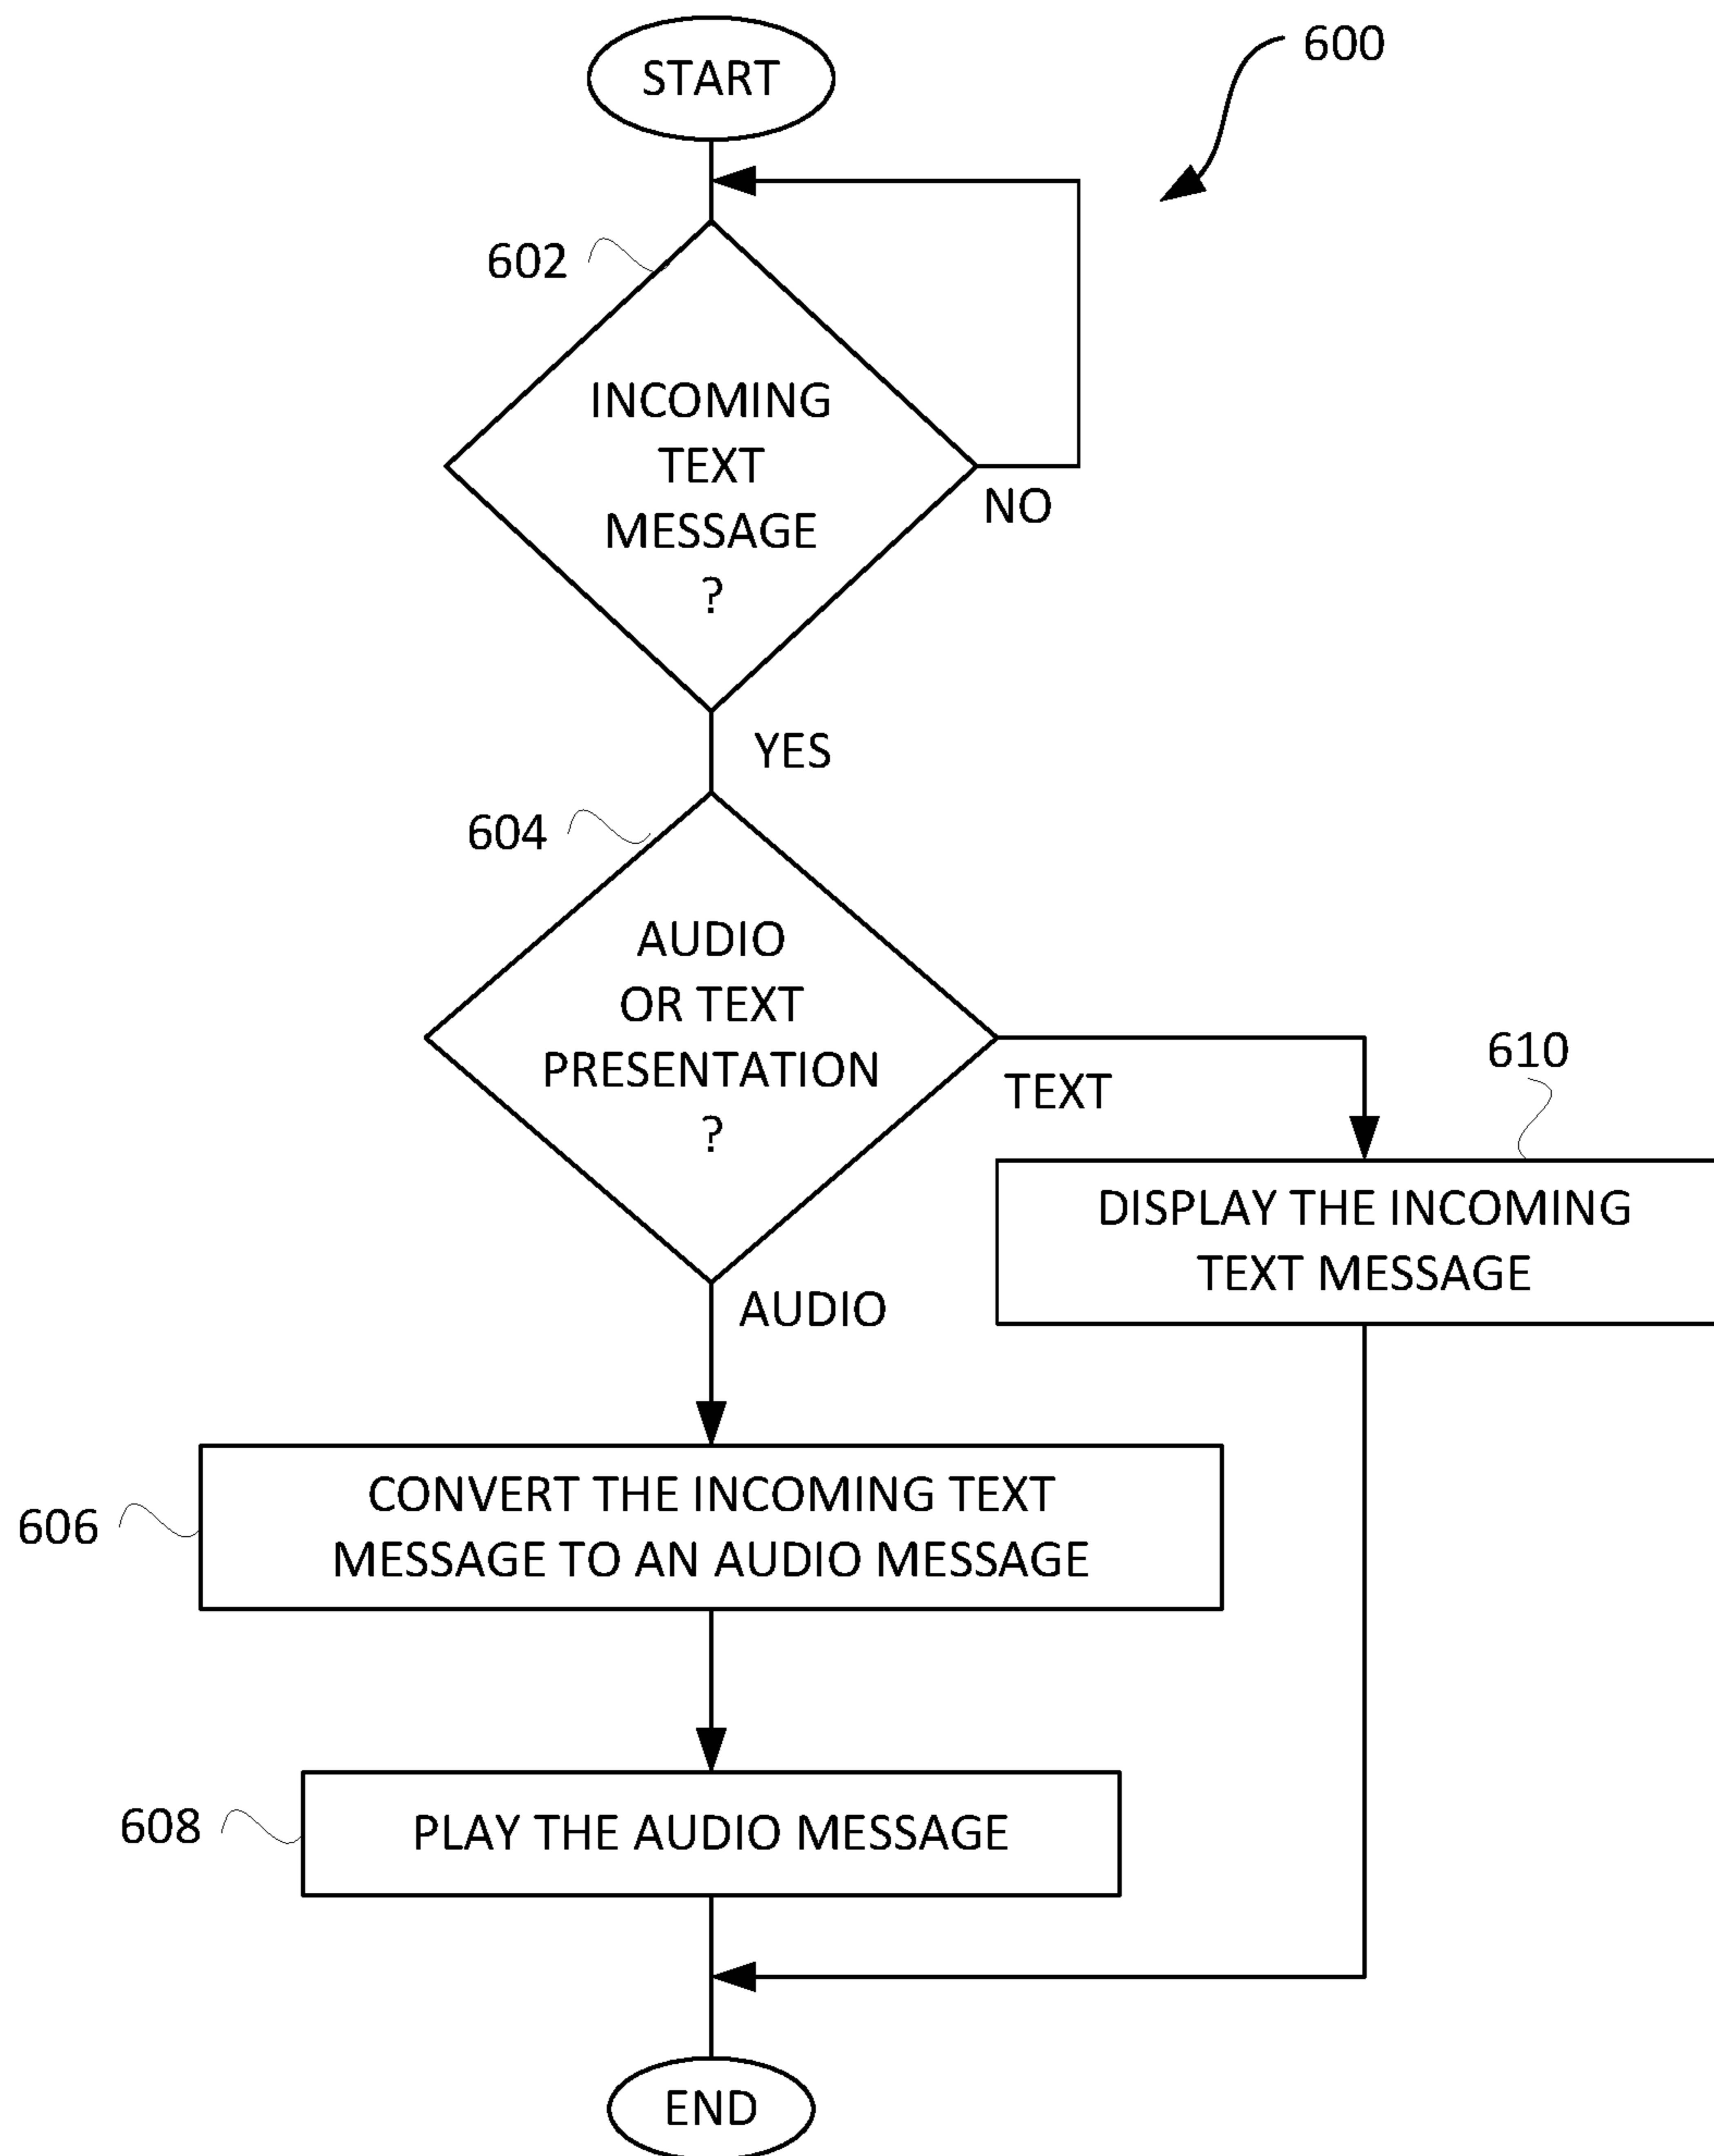 START
600
602
INCOMING
TEXT
MESSAGE
?
NO
YES
604
AUDIO
OR TEXT
PRESENTATION
?
TEXT
610
DISPLAY THE INCOMING
TEXT MESSAGE
AUDIO
606
CONVERT THE INCOMING TEXT
MESSAGE TO AN AUDIO MESSAGE
608
PLAY THE AUDIO MESSAGE
END